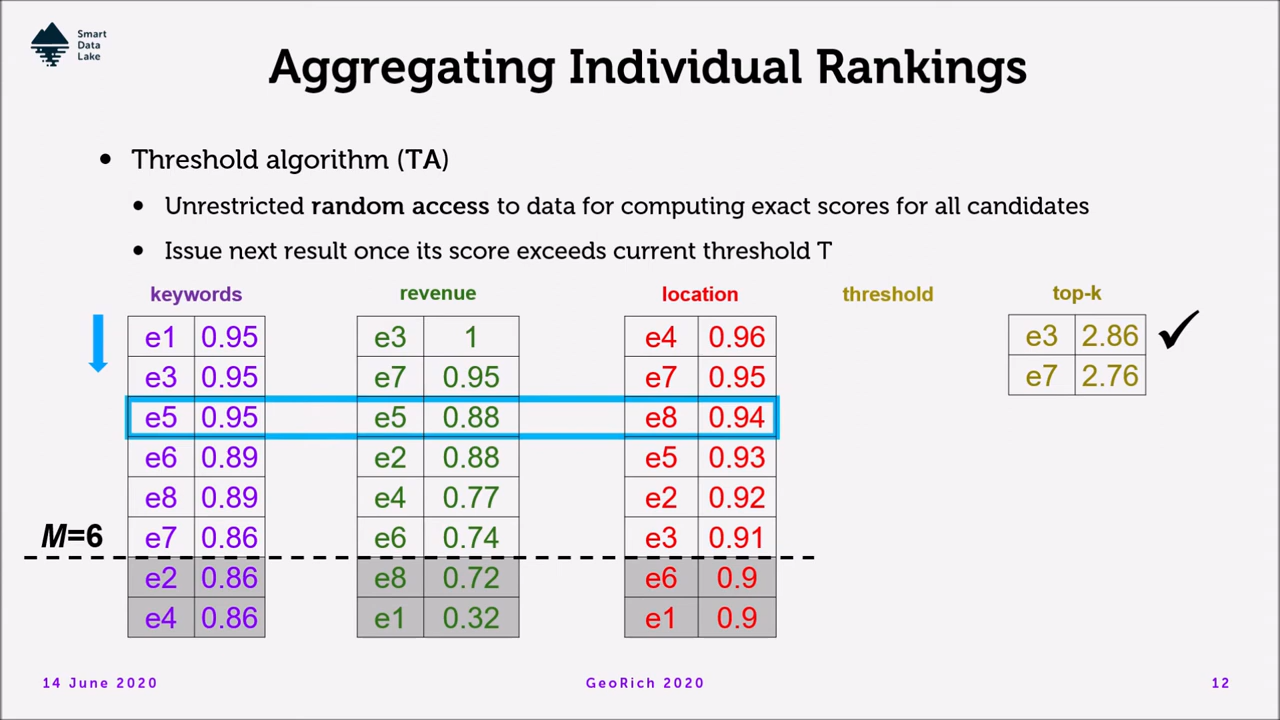 Smart
Data
Lake
Aggregating Individual Rankings
• Threshold algorithm (TA)
• Unrestricted random access to data for computing exact scores for all candidates
• Issue next result once its score exceeds current threshold T
keywords revenue location threshold top-k
e1 0.95 e3 1 e4 0.96 e3 2.86
e3 0.95 e7 0.95 e7 0.95 e7 2.76
e5 0.95 e5 0.88 e8 0.94
e6 0.89 e2 0.88 e5 0.93
e8 0.89 e4 0.77 e2 0.92
M=6 e7 0.86 e6 0.74 e3 0.91
e2 0.86 e8 0.72 e6 0.9
e4 0.86 e1 0.32 e1 0.9
14 June 2020 GeoRich 2020 12